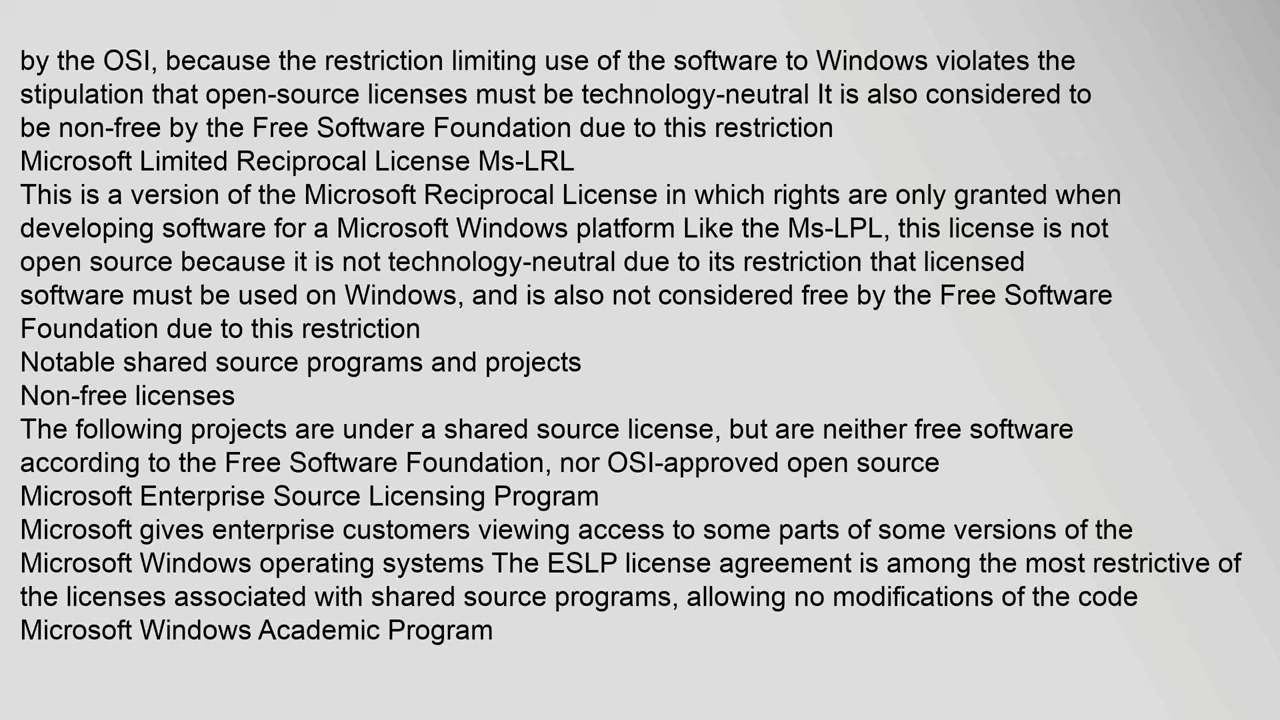 by the OSI, because the restriction limiting use of the software to Windows violates the
stipulation that open-source licenses must be technology-neutral It is also considered to
be non-free by the Free Software Foundation due to this restriction
Microsoft Limited Reciprocal License Ms-LRL
This is a version of the Microsoft Reciprocal License in which rights are only granted when
developing software for a Microsoft Windows platform Like the Ms-LPL, this license is not
open source because it is not technology-neutral due to its restriction that licensed
software must be used on Windows, and is also not considered free by the Free Software
Foundation due to this restriction
Notable shared source programs and projects
Non-free licenses
The following projects are under a shared source license, but are neither free software
according to the Free Software Foundation, nor OSI-approved open source
Microsoft Enterprise Source Licensing Program
Microsoft gives enterprise customers viewing access to some parts of some versions of the
Microsoft Windows operating systems The ESLP license agreement is among the most restrictive of
the licenses associated with shared source programs, allowing no modifications of the code
Microsoft Windows Academic Program